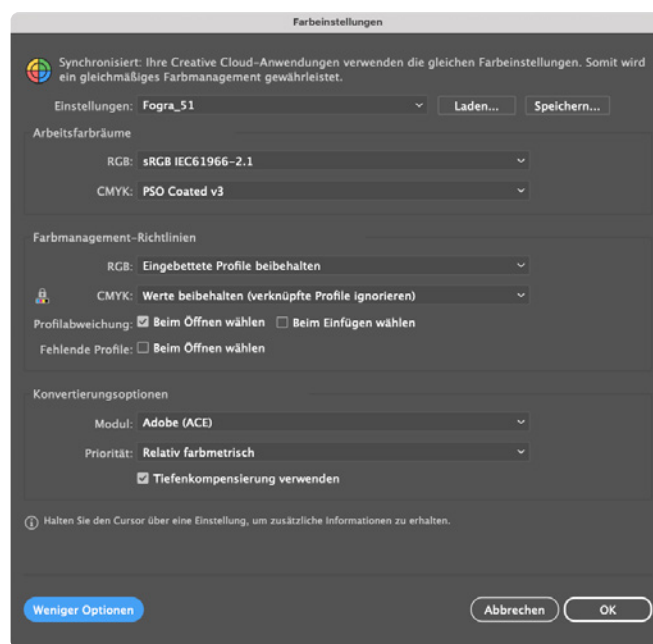 Farbeinstellungen
Synchronisiert: Ihre Creative Cloud-Anwendungen verwenden die gleichen Farbeinstellungen. Somit wird
ein gleichmäßiges Farbmanagement gewährleistet.
Einstellungen: Fogra_51 Laden... Speichern...
Arbeitsfarbräume
RGB: sRGB IEC61966-2.1
CMYK: PSO Coated v3
Farbmanagement-Richtlinien
RGB: Eingebettete Profile beibehalten
CMYK: Werte beibehalten (verknüpfte Profile ignorieren)
Profilabweichung: Beim Öffnen wählen Beim Einfügen wählen
Fehlende Profile: Beim Öffnen wählen
Konvertierungsoptionen
Modul: Adobe (ACE)
Priorität: Relativ farbmetrisch
Tiefenkompensierung verwenden
Halten Sie den Cursor über eine Einstellung, um zusätzliche Informationen zu erhalten.
Weniger Optionen Abbrechen OK